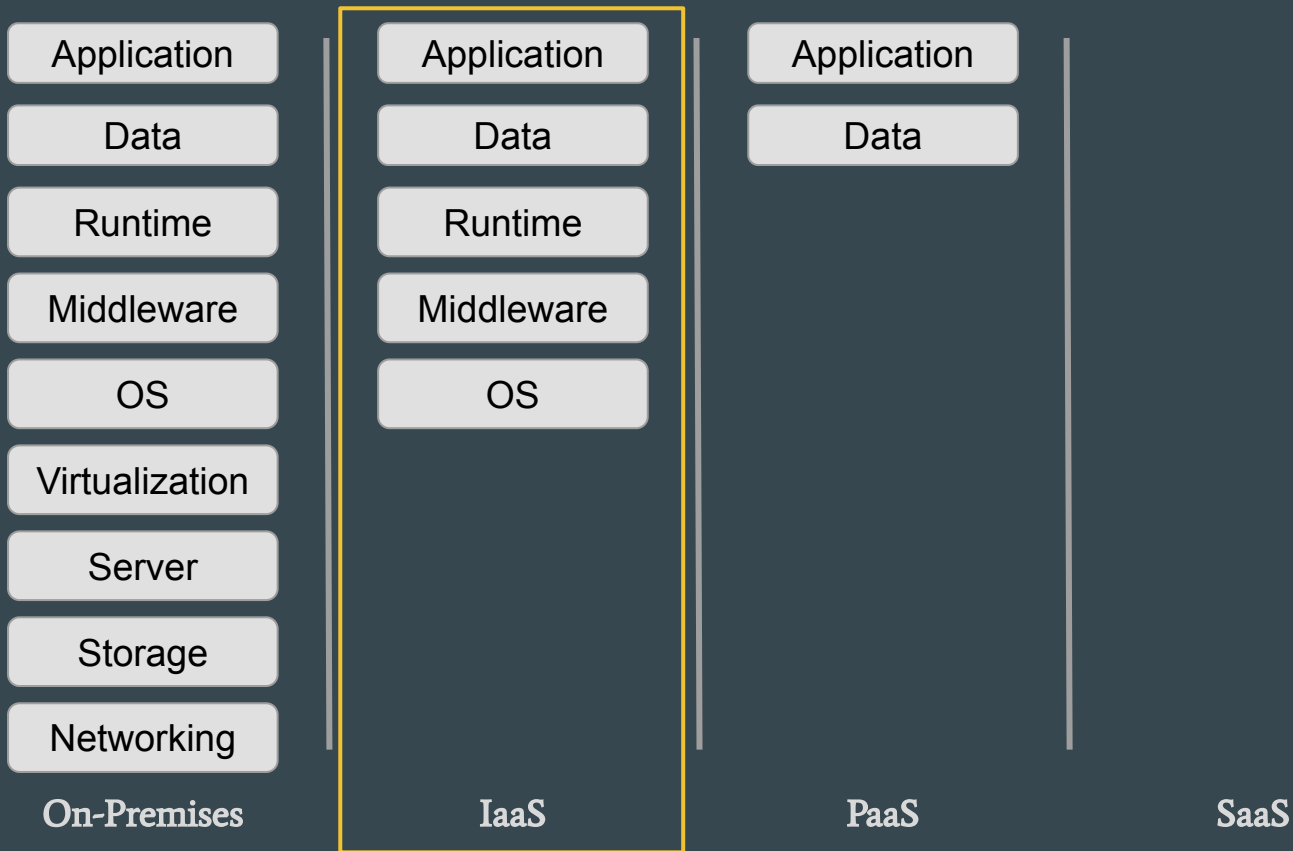 Application
Data
Runtime
Middleware
OS
Virtualization
Server
Storage
Networking
On-Premises
Application
Data
Runtime
Middleware
OS
IaaS
Application
Data
PaaS
SaaS